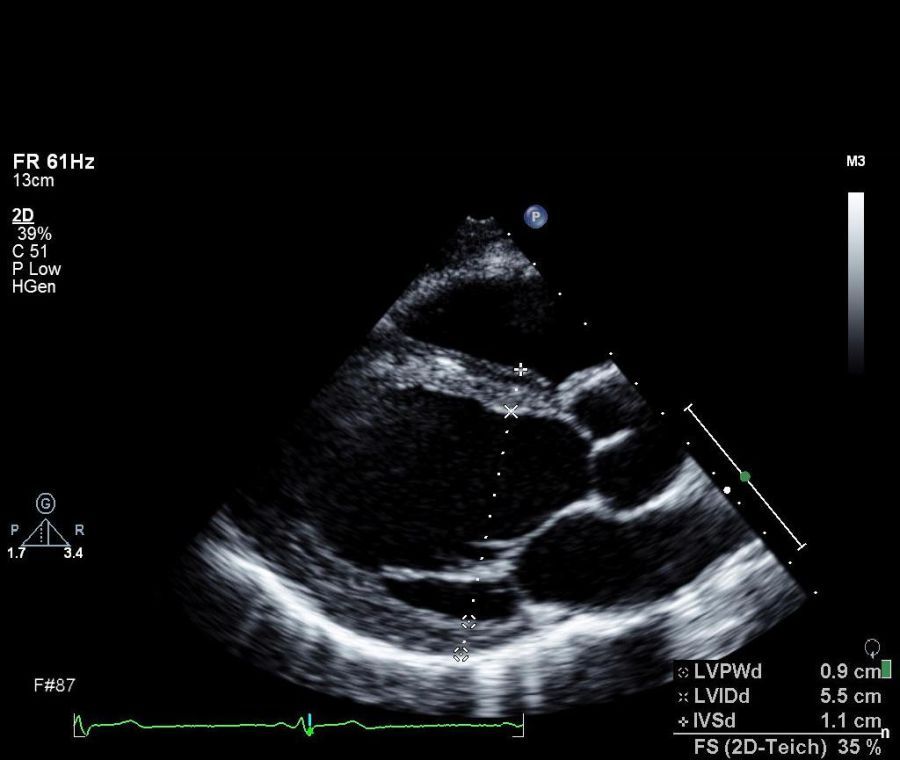 FR 61Hz
13cm
M3
2D
39%
C 51
P Low
HGen
P
G
P R
1.7 3.4
F#87
LVPWd 0.9 cm
LVIDd 5.5 cm
IVSd 1.1 cm
n
FS (2D-Teich) 35 %